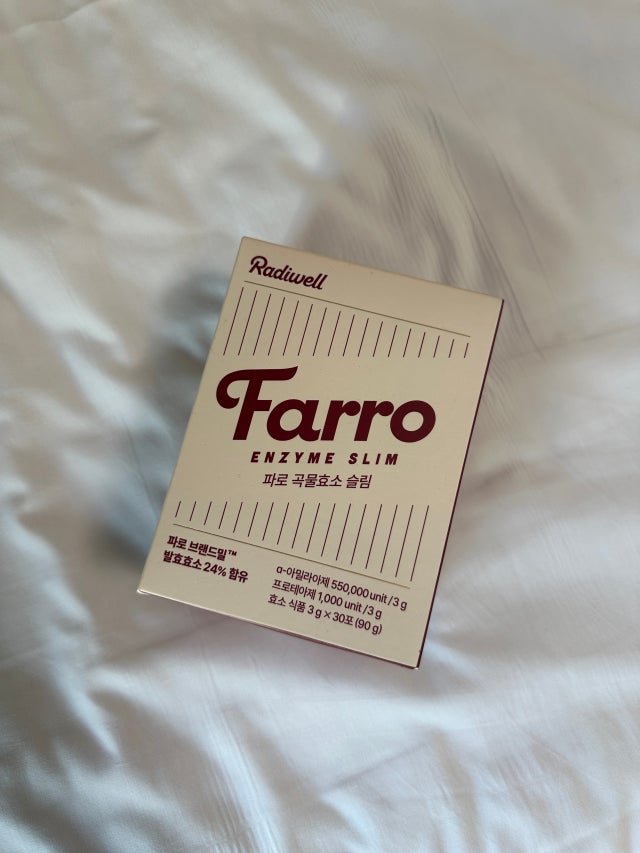 Radiwell
Farro
ENZYME SLIM
파로 곡물효소 슬림
파로 브랜드밀™
발효효소 24% 함유
α-아밀라아제 550,000 unit /3 g
프로테아제 1,000 unit /3 g
효소 식품 3 g × 30포 (90 g)